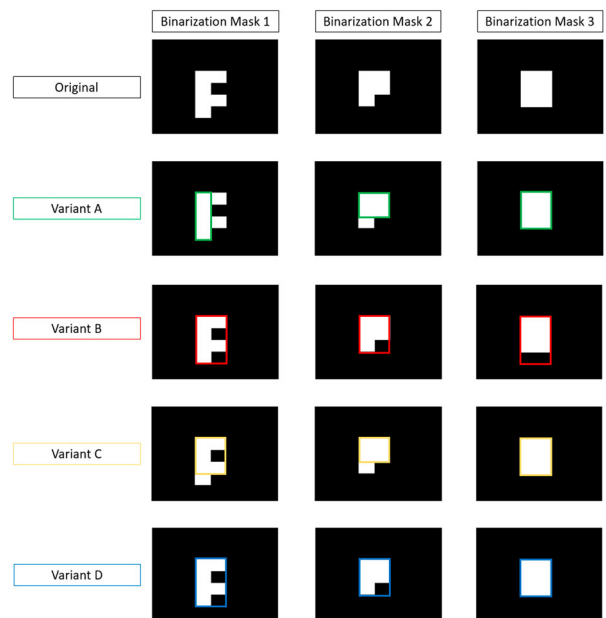 Binarization Mask 1
Binarization Mask 2
Binarization Mask 3
Original
Variant A
Variant B
Variant C
Variant D